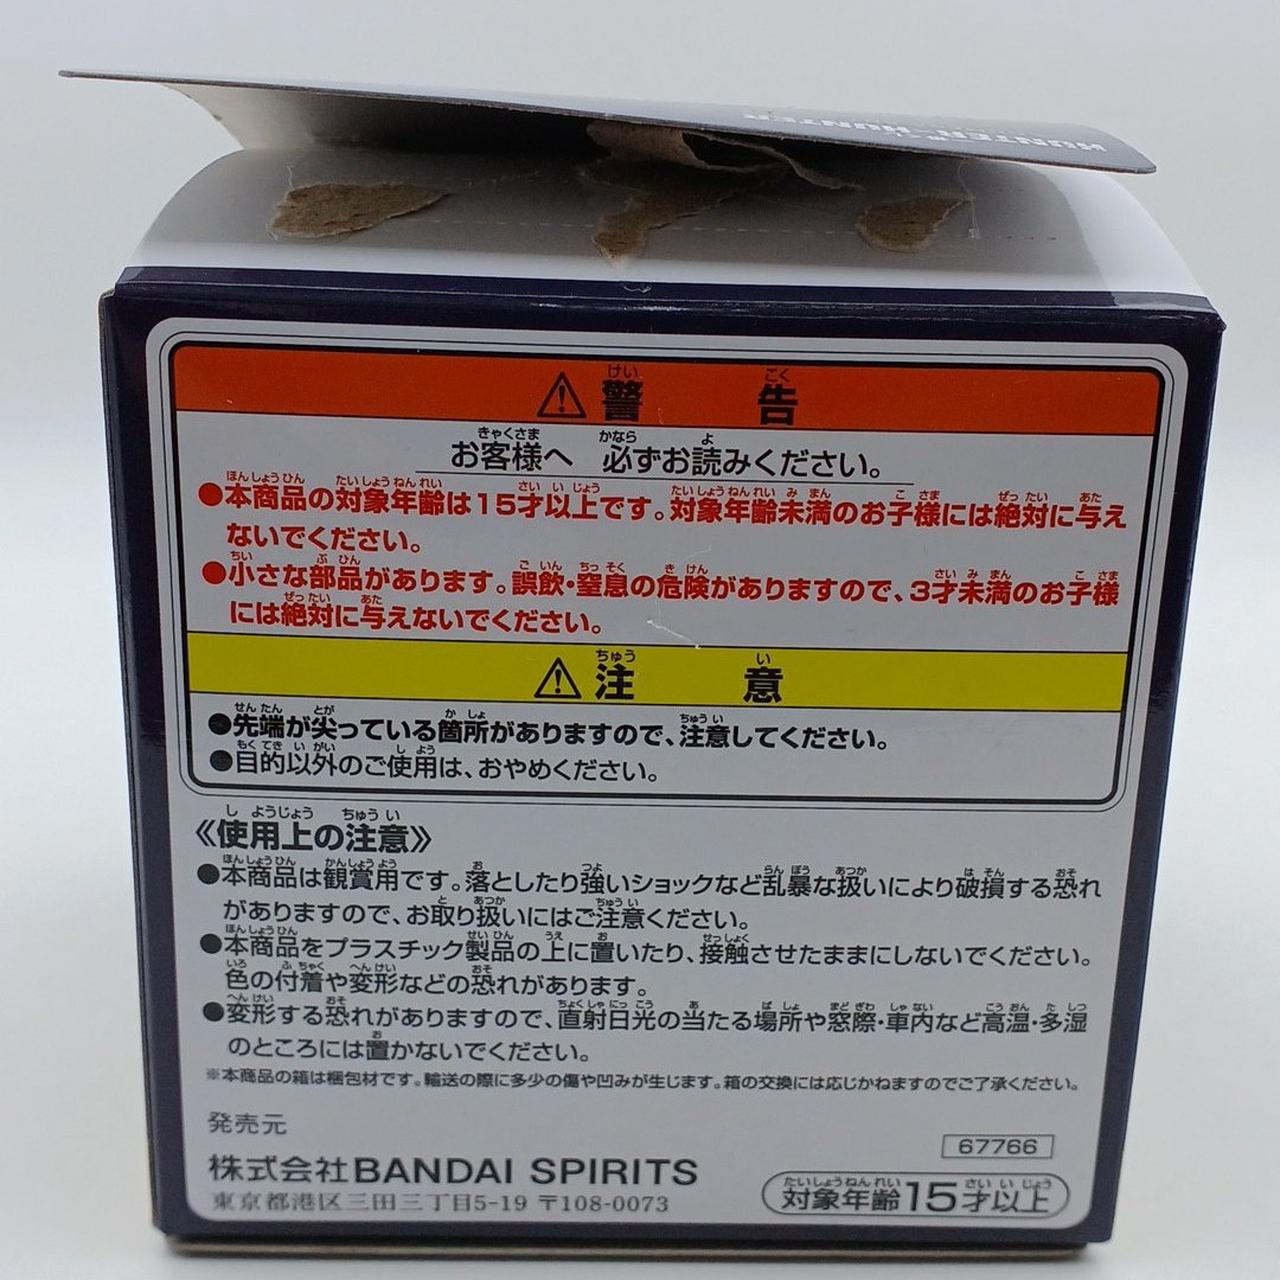 HUNTER×HUNTER
⚠ 警告
お客様へ 必ずお読みください。
●本商品の対象年齢は15才以上です。対象年齢未満のお子様には絶対に与え
ないでください。
●小さな部品があります。誤飲・窒息の危険がありますので、3才未満のお子様
には絶対に与えないでください。
⚠ 注意
●先端が尖っている箇所がありますので、注意してください。
●目的以外のご使用は、おやめください。
《使用上の注意》
●本商品は観賞用です。落としたり強いショックなど乱暴な扱いにより破損する恐れ
がありますので、お取り扱いにはご注意ください。
●本商品をプラスチック製品の上に置いたり、接触させたままにしないでください。
色の付着や変形などの恐れがあります。
●変形する恐れがありますので、直射日光の当たる場所や窓際・車内など高温・多湿
のところには置かないでください。
※本商品の箱は梱包材です。輸送の際に多少の傷や凹みが生じます。箱の交換には応じかねますのでご了承ください。
発売元
株式会社BANDAI SPIRITS
東京都港区三田三丁目5-19 〒108-0073
67766
対象年齢15才以上